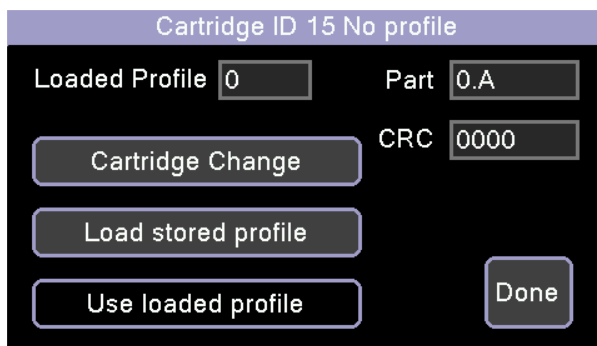 Cartridge ID 15 No profile
Loaded Profile 0 Part 0.A
CRC 0000
Cartridge Change
Load stored profile
Use loaded profile
Done